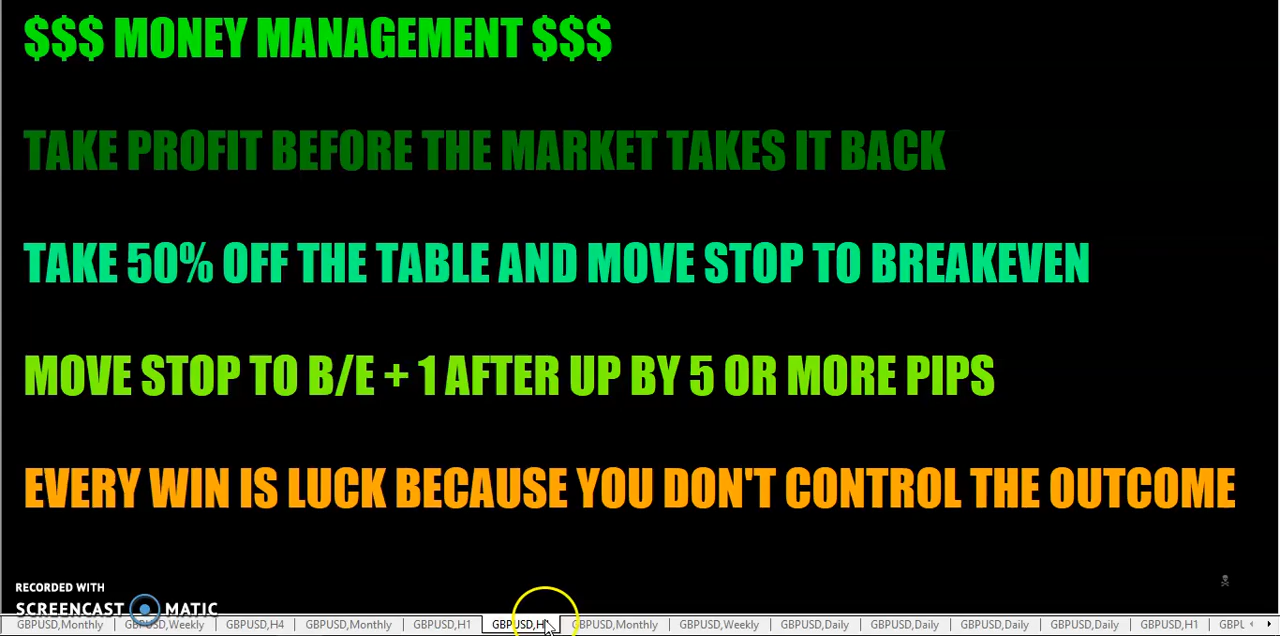 $$$ MONEY MANAGEMENT $$$
TAKE PROFIT BEFORE THE MARKET TAKES IT BACK
TAKE 50% OFF THE TABLE AND MOVE STOP TO BREAKEVEN
MOVE STOP TO B/E + 1 AFTER UP BY 5 OR MORE PIPS
EVERY WIN IS LUCK BECAUSE YOU DON'T CONTROL THE OUTCOME
RECORDED WITH
SCREENCAST MATIC
GBPUSD,Monthly GBPUSD,Weekly GBPUSD,H4 GBPUSD,Monthly GBPUSD,H1 GBPUSD,Monthly GBPUSD,Weekly GBPUSD,Daily GBPUSD,Daily GBPUSD,Daily GBPUSD,Daily GBPUSD,H1